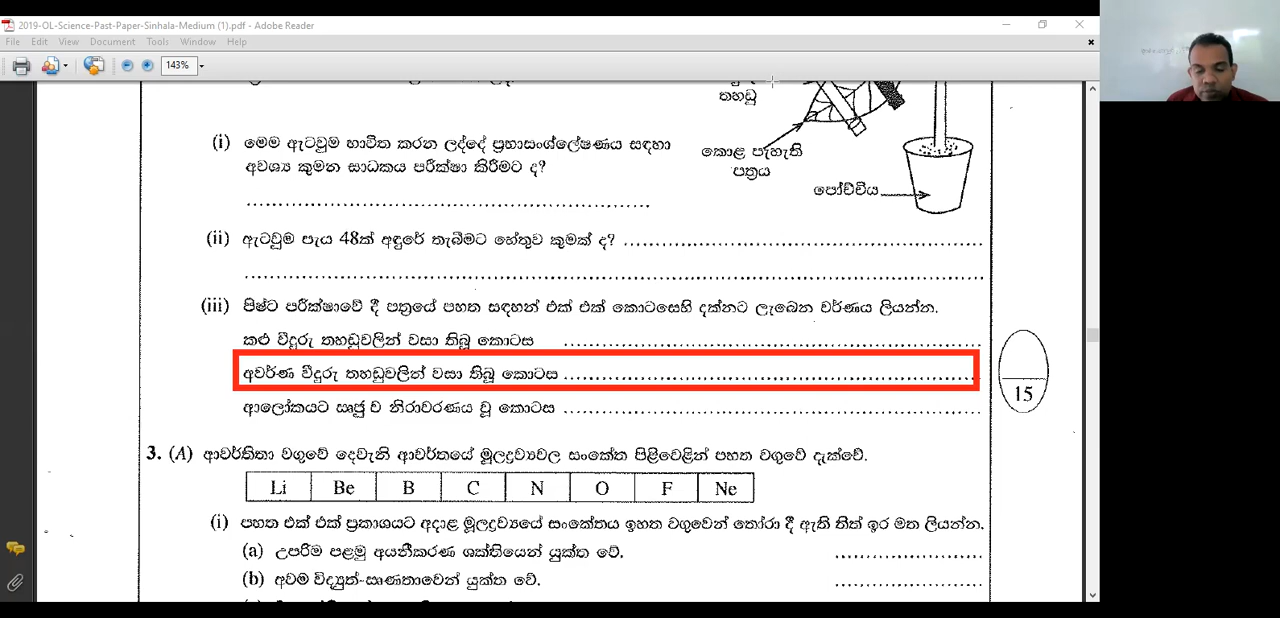 2019-OL-Science-Past-Paper-Sinhala-Medium (1).pdf - Adobe Reader
File Edit View Document Tools Window Help
143%
තහඩු
(i) මෙම ඇටවුම භාවිත කරන ලද්දේ ප්‍රභාසංශ්ලේෂණය සඳහා
අවශ්‍ය කුමන සාධකය පරීක්ෂා කිරීමට ද?
කොළ පැහැති
පත්‍රය
පෝච්චිය
(ii) ඇටවුම පැය 48ක් අඳුරේ තැබීමට හේතුව කුමක් ද?
(iii) පිෂ්ට පරීක්ෂාවේ දී පත්‍රයේ පහත සඳහන් එක් එක් කොටසෙහි දක්නට ලැබෙන වර්ණය ලියන්න.
කළු වීදුරු තහඩුවලින් වසා තිබූ කොටස
අවර්ණ වීදුරු තහඩුවලින් වසා තිබූ කොටස
ආලෝකයට ඍජු ව නිරාවරණය වූ කොටස
15
3. (A) ආවර්තිතා වගුවේ දෙවැනි ආවර්තයේ මූලද්‍රව්‍යවල සංකේත පිළිවෙළින් පහත වගුවේ දැක්වේ.
Li Be B C N O F Ne
(i) පහත එක් එක් ප්‍රකාශයට අදාළ මූලද්‍රව්‍යයේ සංකේතය ඉහත වගුවෙන් තෝරා දී ඇති තිත් ඉර මත ලියන්න.
(a) උපරිම පළමු අයනීකරණ ශක්තියෙන් යුක්ත වේ.
(b) අවම විද්‍යුත්-ඍණතාවෙන් යුක්ත වේ.